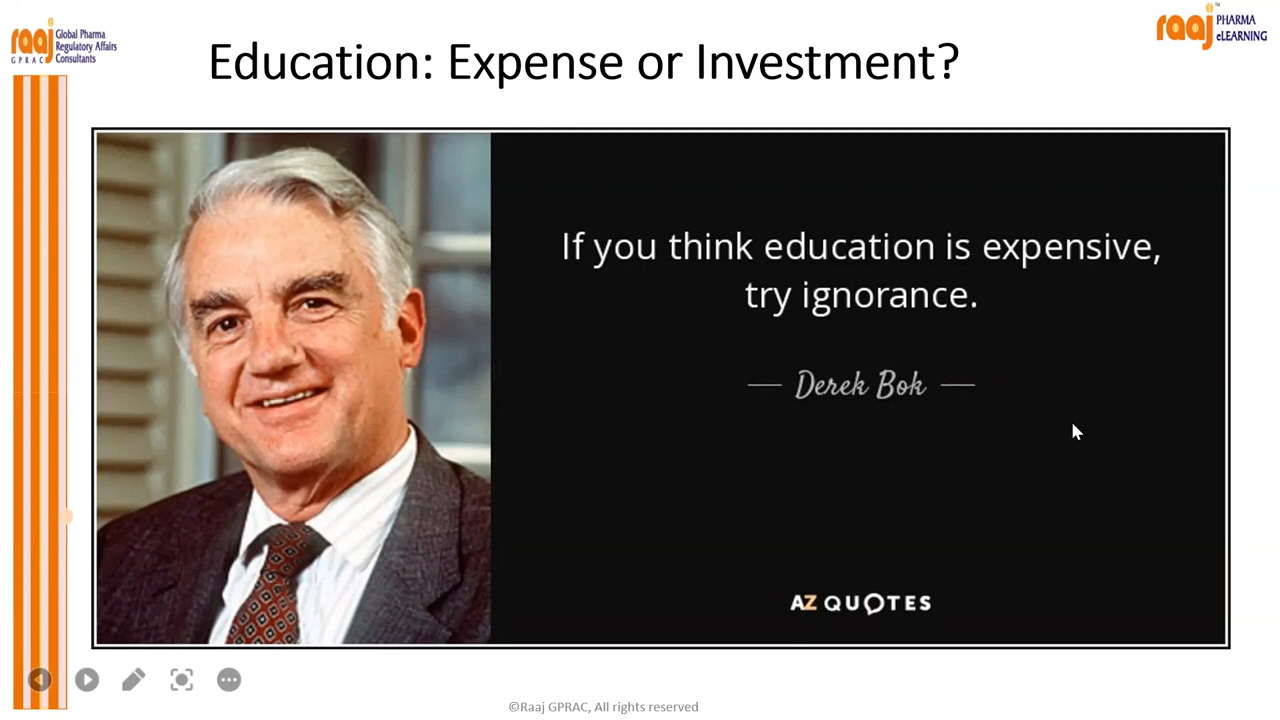 raaj
GPRAC
Global Pharma
Regulatory Affairs
Consultants
Education: Expense or Investment?
raaj™
PHARMA
eLEARNING
If you think education is expensive,
try ignorance.
Derek Bok
AZ QUOTES
©Raaj GPRAC, All rights reserved